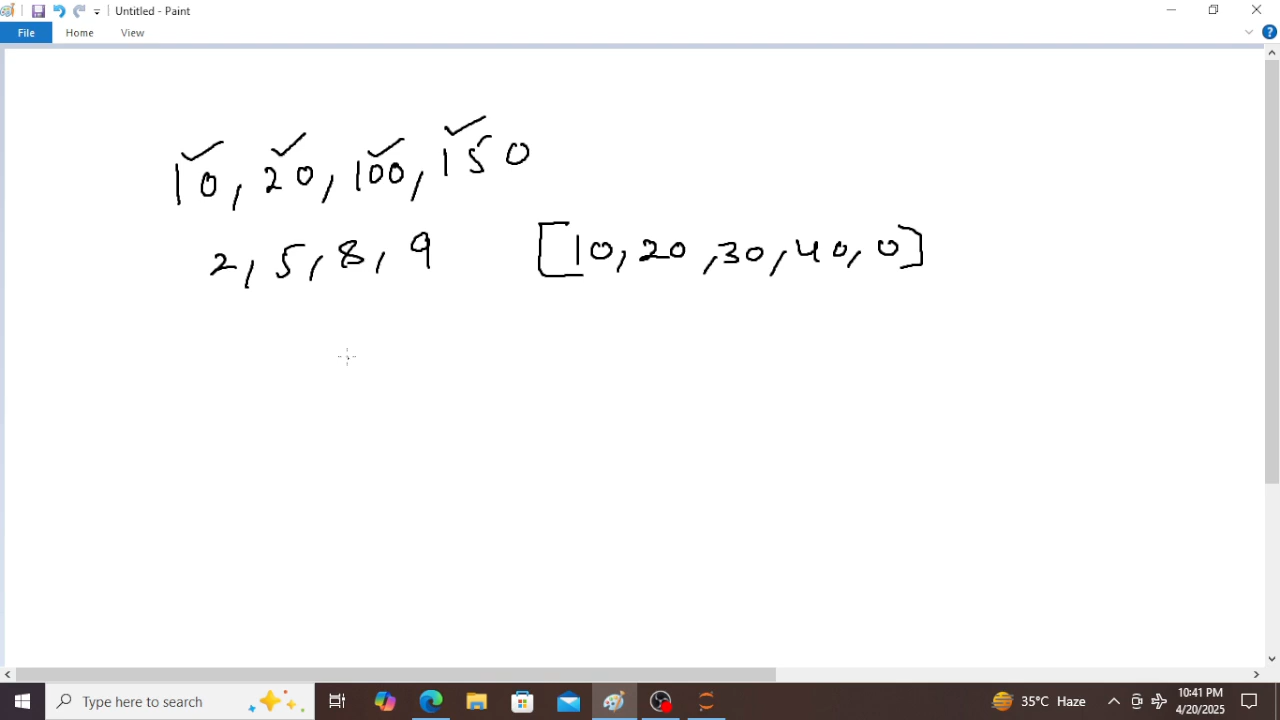 Untitled - Paint
File Home View
10, 20, 100, 150
2, 5, 8, 9 [10, 20, 30, 40, 0]
Type here to search 35°C Haze 10:41 PM
4/20/2025